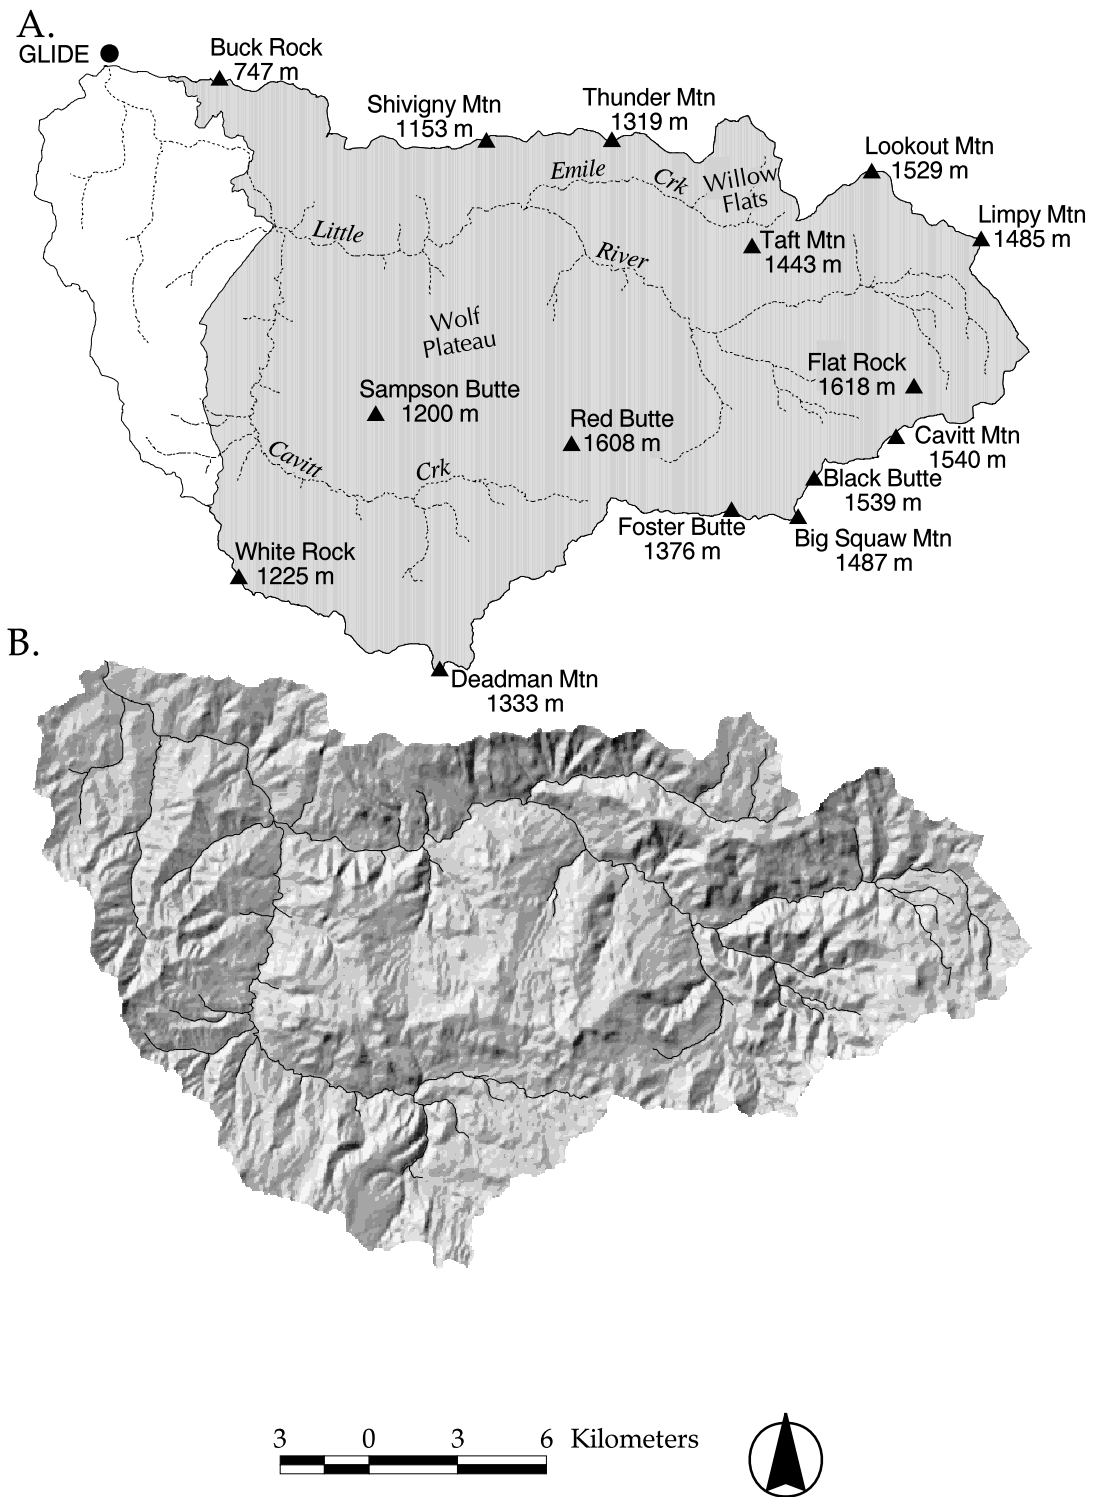 A.
GLIDE
Buck Rock
747 m
Shivigny Mtn
1153 m
Thunder Mtn
1319 m
Lookout Mtn
1529 m
Emile
Crk
Willow
Flats
Limpy Mtn
1485 m
Little
River
Taft Mtn
1443 m
Wolf
Plateau
Flat Rock
1618 m
Sampson Butte
1200 m
Red Butte
1608 m
Cavitt Mtn
1540 m
Cavitt
Crk
Black Butte
1539 m
Foster Butte
1376 m
Big Squaw Mtn
1487 m
White Rock
1225 m
Deadman Mtn
1333 m
B.
3 0 3 6 Kilometers